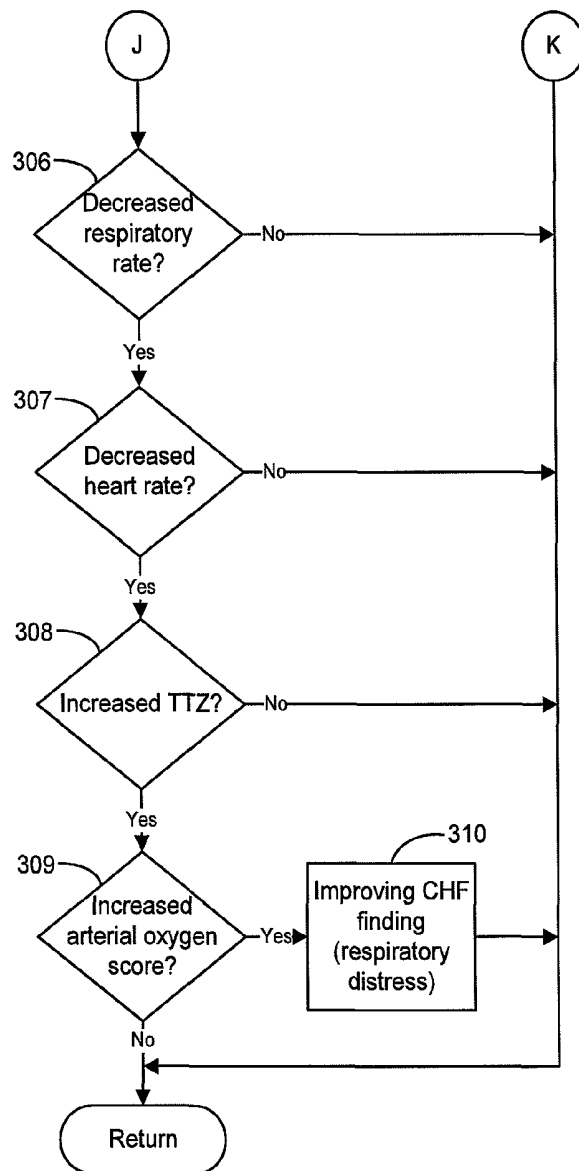 J
K
306
Decreased
respiratory
rate?
No
Yes
307
Decreased
heart rate?
No
Yes
308
Increased TTZ?
No
Yes
309
Increased
arterial oxygen
score?
Yes
310
Improving CHF
finding
(respiratory
distress)
No
Return